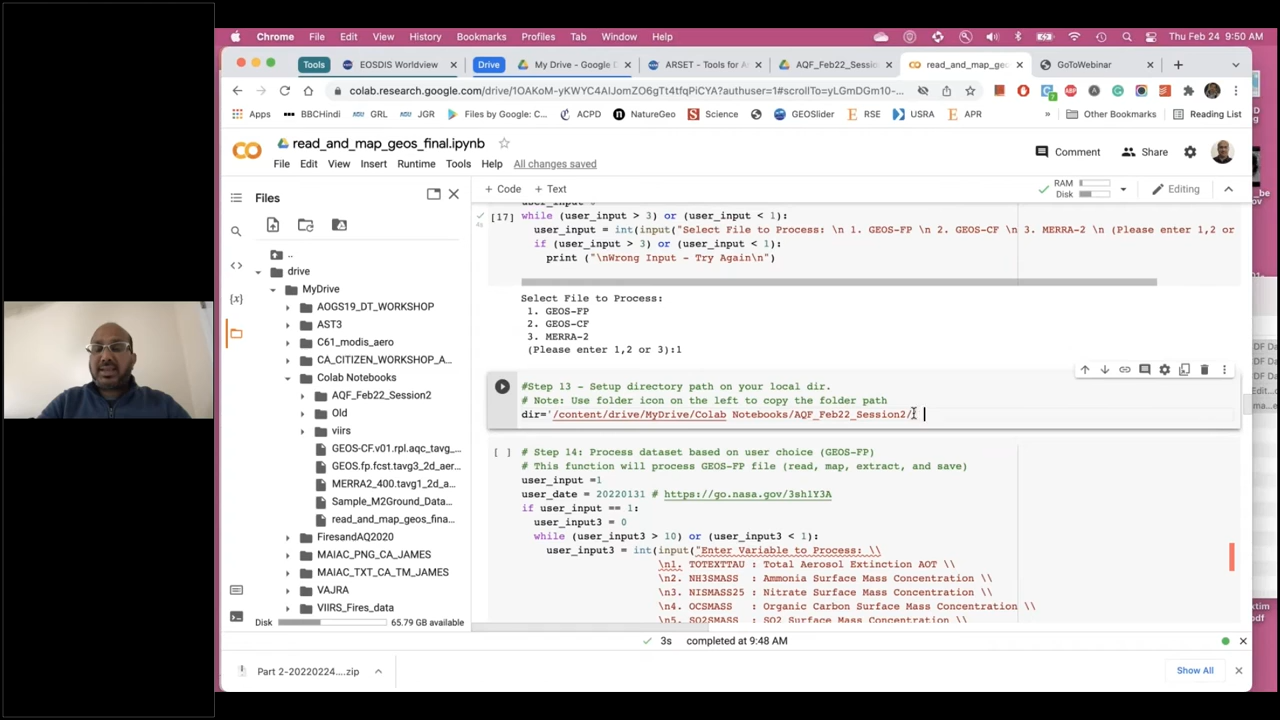 Chrome File Edit View History Bookmarks Profiles Tab Window Help Thu Feb 24 9:50 AM
Tools EOSDIS Worldview Drive My Drive - Google D ARSET - Tools for A AQF_Feb22_Session read_and_map_geos GoToWebinar
colab.research.google.com/drive/1OAKoM-yKWYC4AIJomZO6gTt4tfqPiCYA?authuser=1#scrollTo=yLGmDGm10-...
Apps BBCHindi GRL JGR Files by Google: C... ACPD NatureGeo Science GEOSlider RSE USRA APR » Other Bookmarks Reading List
read_and_map_geos_final.ipynb
File Edit View Insert Runtime Tools Help All changes saved
Comment Share
+ Code + Text
RAM
Disk
Editing
Files
..
drive
MyDrive
AOGS19_DT_WORKSHOP
AST3
C61_modis_aero
CA_CITIZEN_WORKSHOP_A...
Colab Notebooks
AQF_Feb22_Session2
Old
viirs
GEOS-CF.v01.rpl.aqc_tavg_...
GEOS.fp.fcst.tavg3_2d_aer...
MERRA2_400.tavg1_2d_a...
Sample_M2Ground_Data...
read_and_map_geos_fina...
FiresandAQ2020
MAIAC_PNG_CA_JAMES
MAIAC_TXT_CA_TM_JAMES
VAJRA
VIIRS_Fires_data
Disk 65.79 GB available
[17] while (user_input > 3) or (user_input < 1):
4s
user_input = int(input("Select File to Process: \n 1. GEOS-FP \n 2. GEOS-CF \n 3. MERRA-2 \n (Please enter 1,2 or
if (user_input > 3) or (user_input < 1):
print ("\nWrong Input - Try Again\n")
Select File to Process:
1. GEOS-FP
2. GEOS-CF
3. MERRA-2
(Please enter 1,2 or 3):1
#Step 13 - Setup directory path on your local dir.
# Note: Use folder icon on the left to copy the folder path
dir='/content/drive/MyDrive/Colab Notebooks/AQF_Feb22_Session2/
[ ] # Step 14: Process dataset based on user choice (GEOS-FP)
# This function will process GEOS-FP file (read, map, extract, and save)
user_input =1
user_date = 20220131 # https://go.nasa.gov/3sh1Y3A
if user_input == 1:
user_input3 = 0
while (user_input3 > 10) or (user_input3 < 1):
user_input3 = int(input("Enter Variable to Process: \\
\n1. TOTEXTTAU : Total Aerosol Extinction AOT \\
\n2. NH3SMASS : Ammonia Surface Mass Concentration \\
\n3. NISMASS25 : Nitrate Surface Mass Concentration \\
\n4. OCSMASS : Organic Carbon Surface Mass Concentration \\
\n5. SO2SMASS : SO2 Surface Mass Concentration \\
3s completed at 9:48 AM
Part 2-20220224....zip
Show All